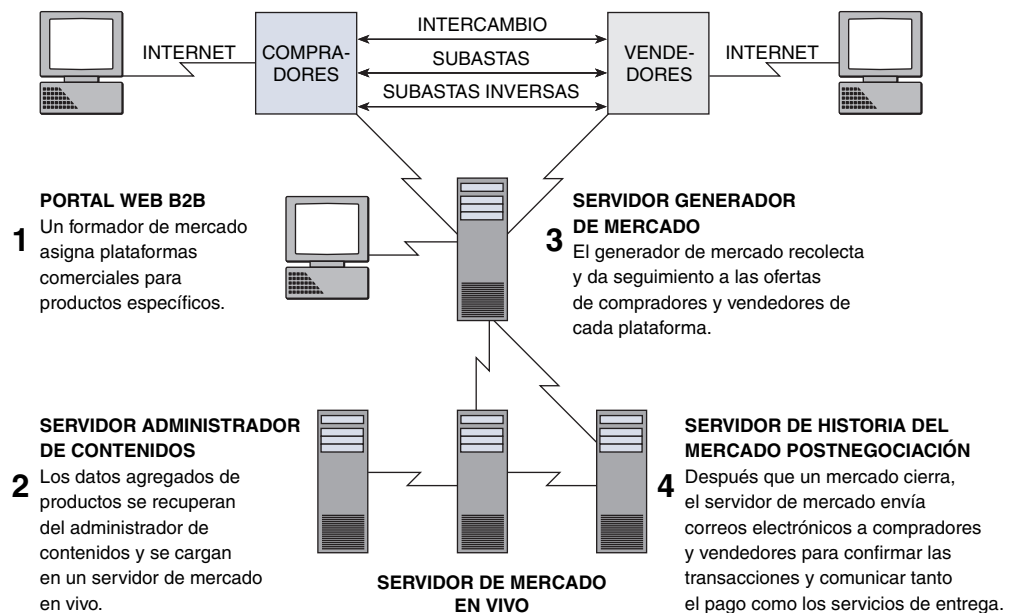 INTERNET
COMPRA-
DORES
INTERCAMBIO
SUBASTAS
SUBASTAS INVERSAS
VENDE-
DORES
INTERNET
PORTAL WEB B2B
1
Un formador de mercado
asigna plataformas
comerciales para
productos específicos.
SERVIDOR GENERADOR
DE MERCADO
3
El generador de mercado recolecta
y da seguimiento a las ofertas
de compradores y vendedores de
cada plataforma.
SERVIDOR ADMINISTRADOR
DE CONTENIDOS
2
Los datos agregados de
productos se recuperan
del administrador de
contenidos y se cargan
en un servidor de mercado
en vivo.
SERVIDOR DE MERCADO
EN VIVO
SERVIDOR DE HISTORIA DEL
MERCADO POSTNEGOCIACIÓN
4
Después que un mercado cierra,
el servidor de mercado envía
correos electrónicos a compradores
y vendedores para confirmar las
transacciones y comunicar tanto
el pago como los servicios de entrega.